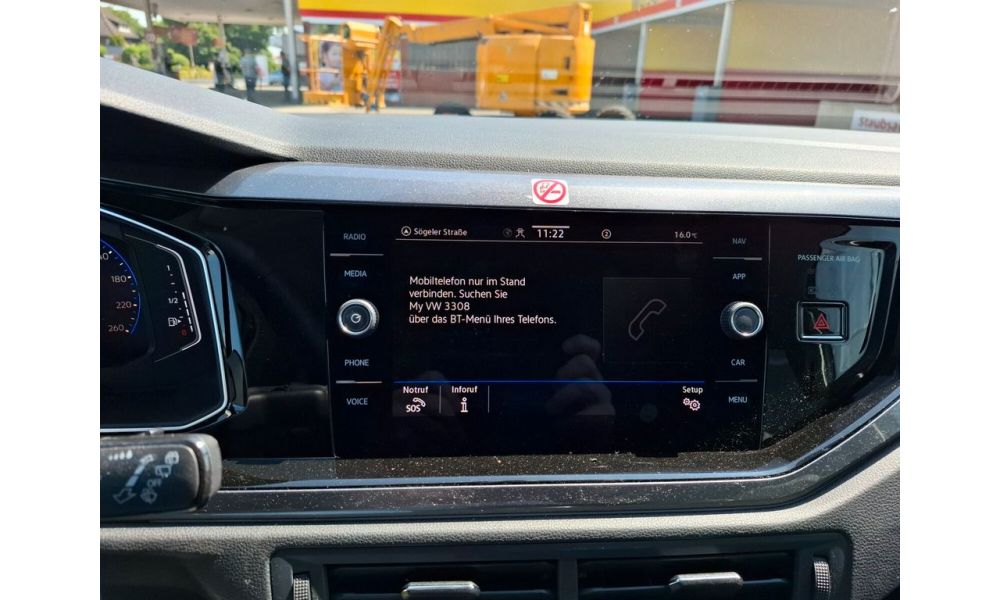 RADIO
MEDIA
PHONE
VOICE
Sögeler Straße
11:22
2
16.0°C
Mobiltelefon nur im Stand
verbinden. Suchen Sie
My VW 3308
über das BT-Menü Ihres Telefons.
Notruf
SOS
Inforuf
i
Setup
NAV
APP
CAR
MENU
PASSENGER AIR BAG
180
220
260
1/2
0